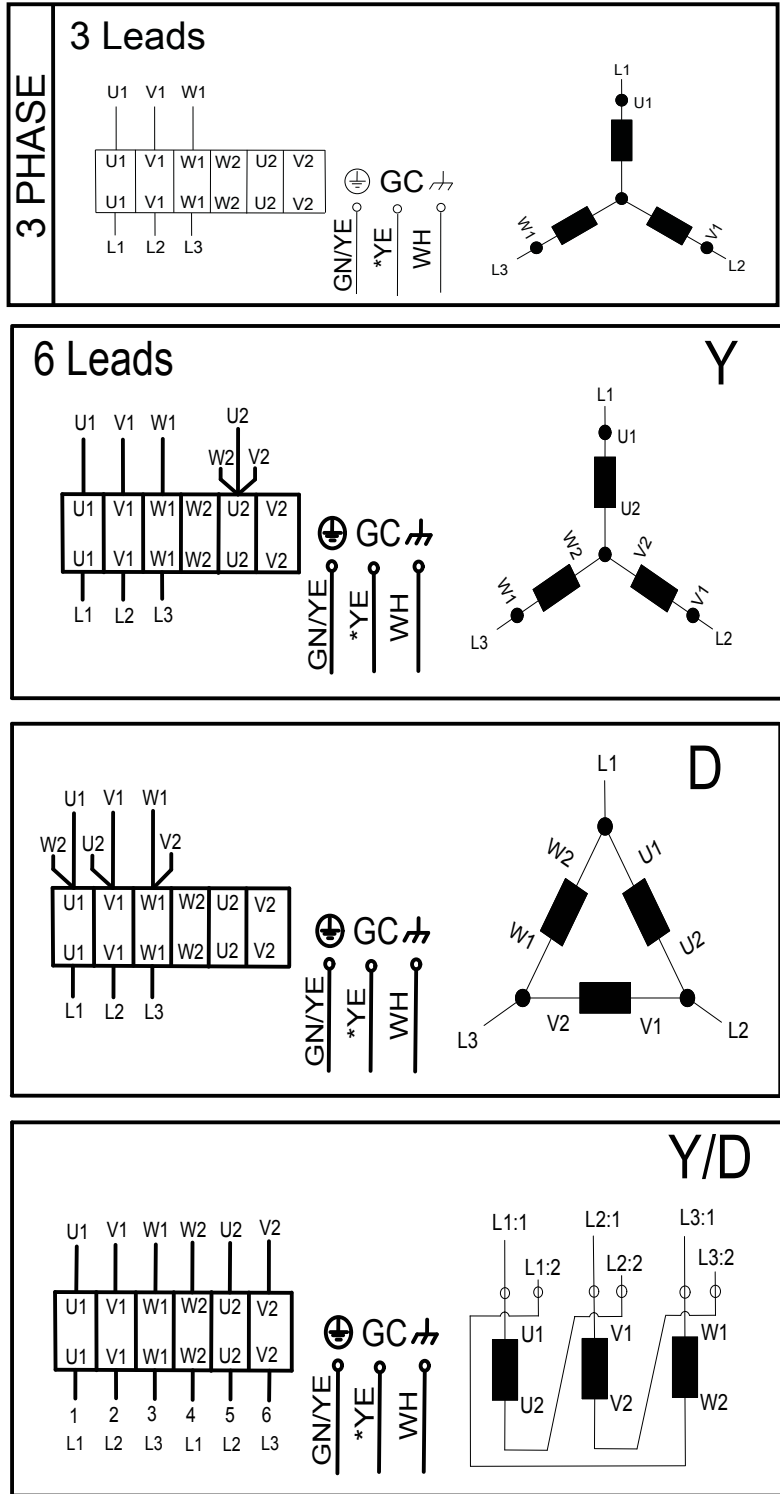 3 PHASE
3 Leads
U1 V1 W1
U1 V1 W1 W2 U2 V2
U1 V1 W1 W2 U2 V2
L1 L2 L3
GC
GN/YE *YE WH
L1
U1
W1 V1
L3 L2
6 Leads
Y
U1 V1 W1 U2
W2 V2
U1 V1 W1 W2 U2 V2
U1 V1 W1 W2 U2 V2
L1 L2 L3
GC
GN/YE *YE WH
L1
U1
U2
W2 V2
W1 V1
L3 L2
D
U1 V1 W1
W2 U2 V2
U1 V1 W1 W2 U2 V2
U1 V1 W1 W2 U2 V2
L1 L2 L3
GC
GN/YE *YE WH
L1
W2 U1
W1 U2
V2 V1
L3 L2
Y/D
U1 V1 W1 W2 U2 V2
U1 V1 W1 W2 U2 V2
U1 V1 W1 W2 U2 V2
1 2 3 4 5 6
L1 L2 L3 L1 L2 L3
GC
GN/YE *YE WH
L1:1 L2:1 L3:1
L1:2 L2:2 L3:2
U1 V1 W1
U2 V2 W2